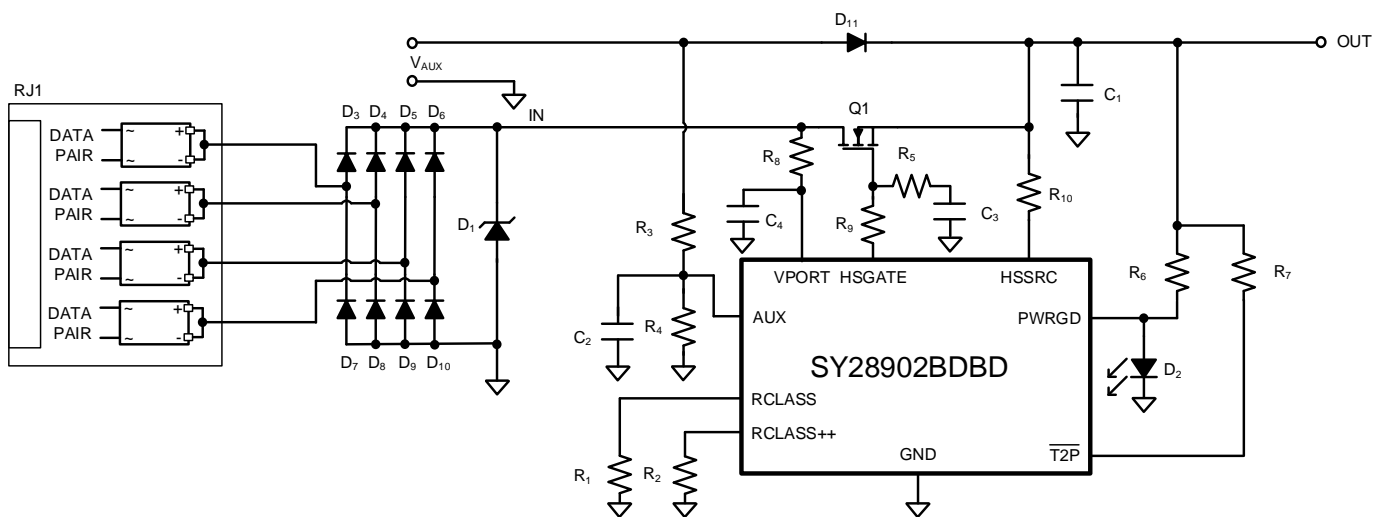 D11
OUT
VAUX
C1
RJ1
D3 D4 D5 D6
IN
Q1
DATA
PAIR
~
~
+
-
DATA
PAIR
~
~
+
-
DATA
PAIR
~
~
+
-
DATA
PAIR
~
~
+
-
D1
R8
R5
R10
C4
R9
C3
R3
R6
R7
VPORT HSGATE HSSRC
AUX
PWRGD
C2
R4
D7 D8 D9 D10
SY28902BDBD
D2
RCLASS
RCLASS++
GND
T2P
R1
R2